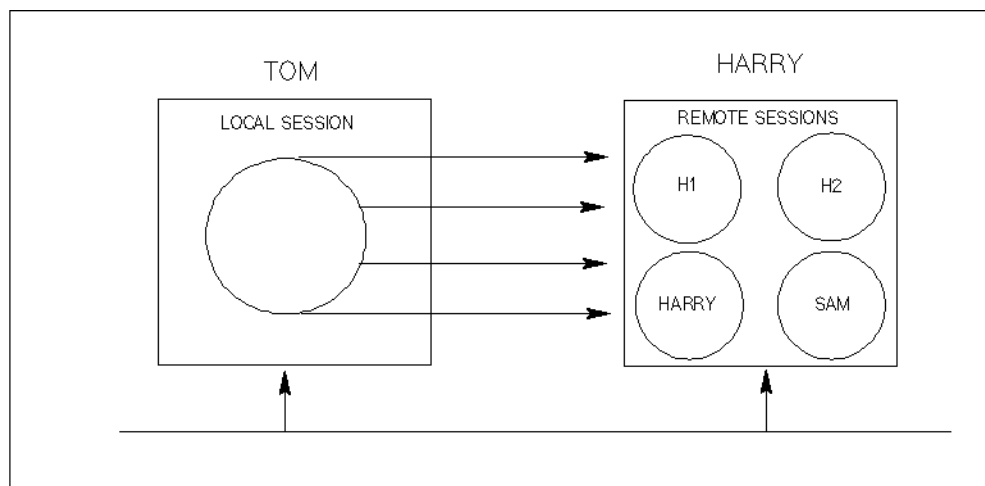 TOM
HARRY
LOCAL SESSION
REMOTE SESSIONS
H1
H2
HARRY
SAM